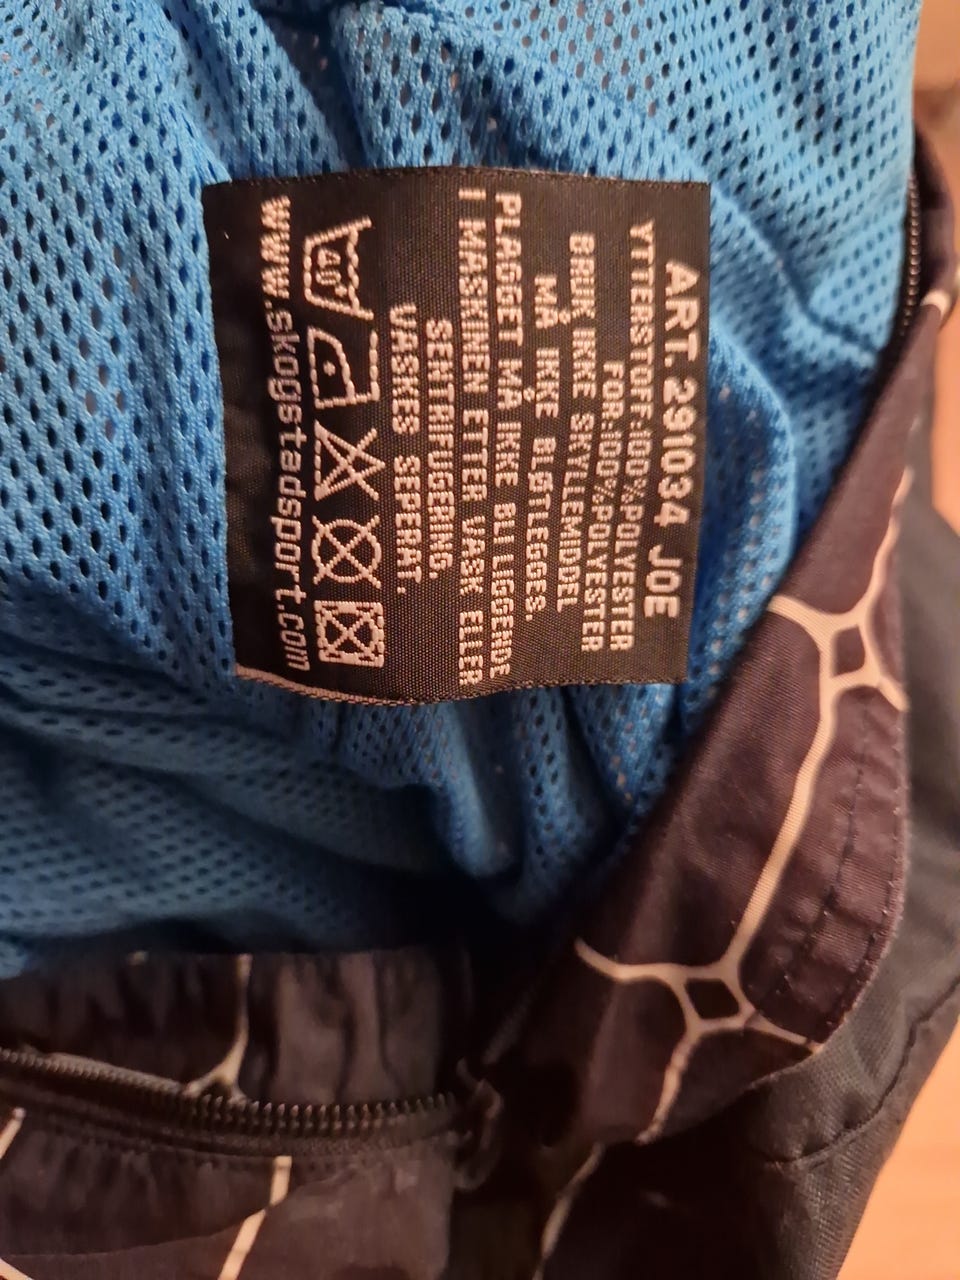 ART. 291034 JOE
YTTERSTOFF:100%POLYESTER
FOR:100%POLYESTER
BRUK IKKE SKYLLEMIDDEL
MÅ IKKE BLØTLEGGES.
PLAGGET MÅ IKKE BLI LIGGENDE
I MASKINEN ETTER VASK ELLER
SENTRIFUGERING.
VASKES SEPERAT.
40°
www.skogstadsport.com